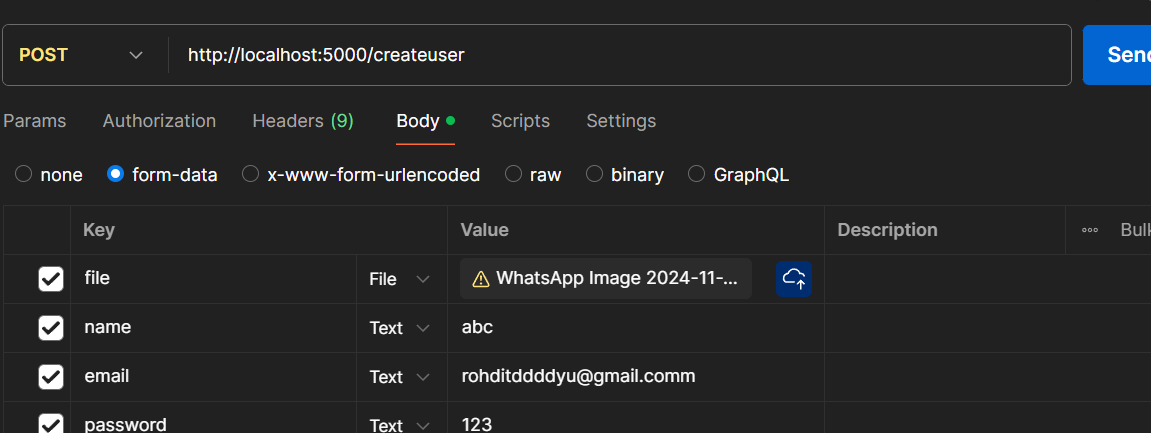 POST http://localhost:5000/createuser Send
Params Authorization Headers (9) Body Scripts Settings
none form-data x-www-form-urlencoded raw binary GraphQL
Key Value Description Bulk
file File WhatsApp Image 2024-11-...
name Text abc
email Text rohditddddyu@gmail.comm
password Text 123